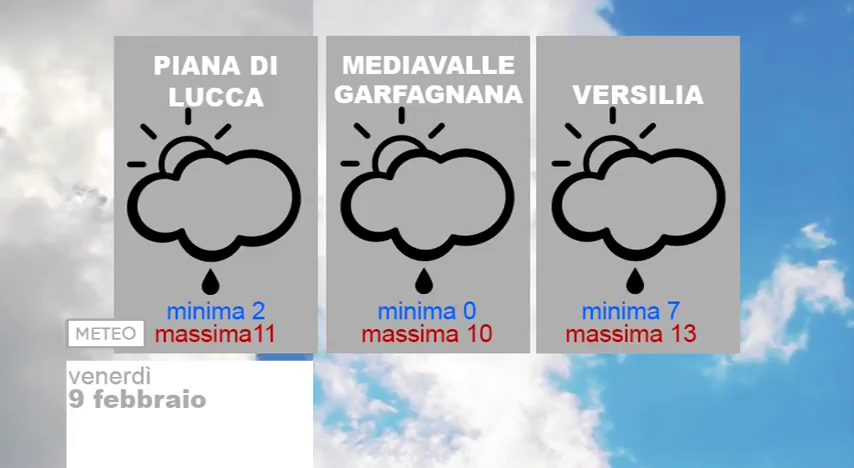 PIANA DI
LUCCA
minima 2
massima11
MEDIAVALLE
GARFAGNANA
minima 0
massima 10
VERSILIA
minima 7
massima 13
METEO
venerdì
9 febbraio